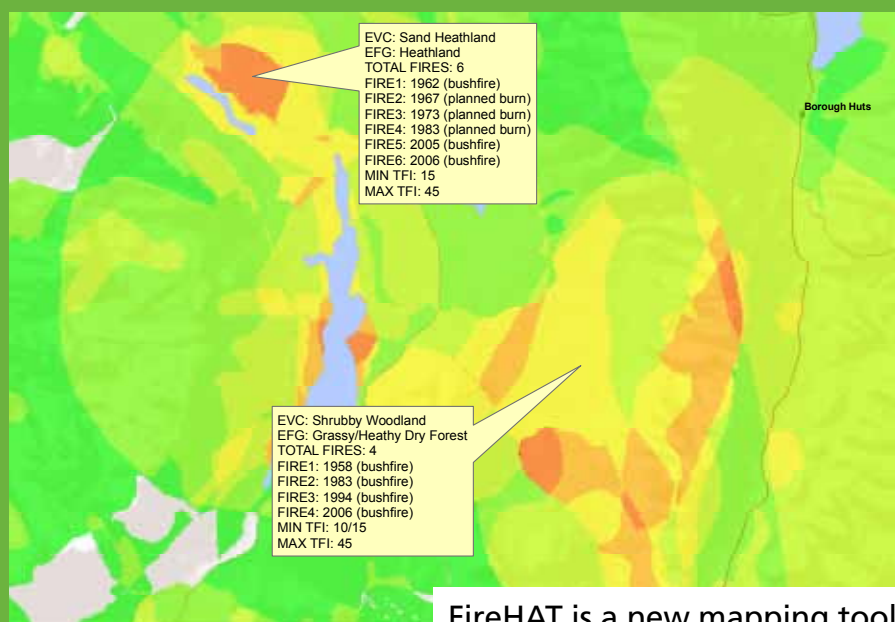 EVC: Sand Heathland
EFG: Heathland
TOTAL FIRES: 6
FIRE1: 1962 (bushfire)
FIRE2: 1967 (planned burn)
FIRE3: 1973 (planned burn)
FIRE4: 1983 (planned burn)
FIRE5: 2005 (bushfire)
FIRE6: 2006 (bushfire)
MIN TFI: 15
MAX TFI: 45
Borough Huts
EVC: Shrubby Woodland
EFG: Grassy/Heathy Dry Forest
TOTAL FIRES: 4
FIRE1: 1958 (bushfire)
FIRE2: 1983 (bushfire)
FIRE3: 1994 (bushfire)
FIRE4: 2006 (bushfire)
MIN TFI: 10/15
MAX TFI: 45
FireHAT is a new mapping tool